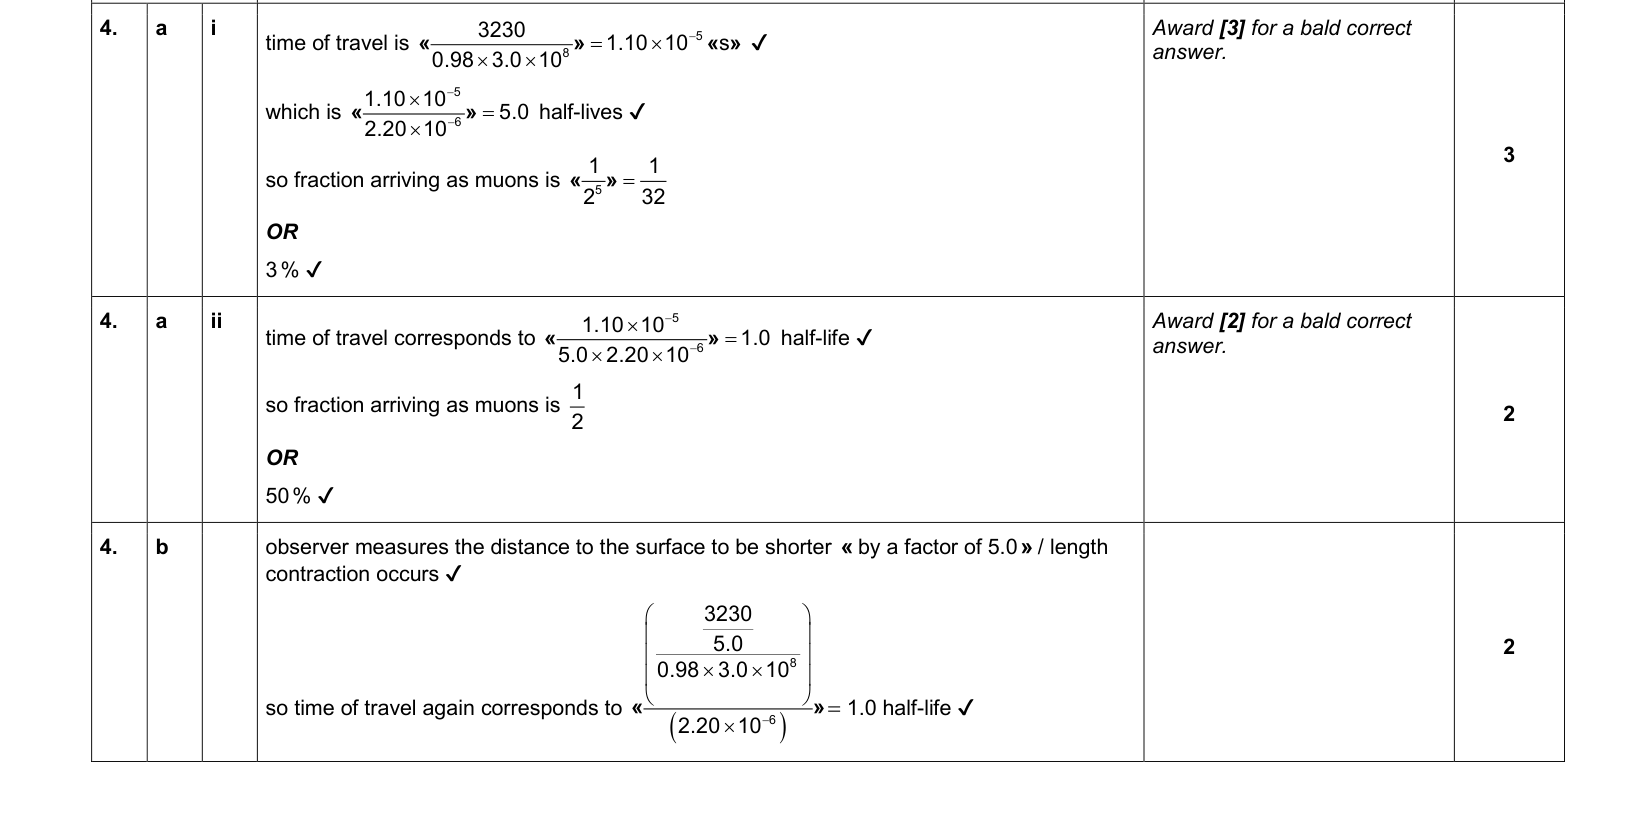 4. a i
time of travel is «3230 / (0.98 × 3.0 × 10⁸)» = 1.10 × 10⁻⁵ «s» ✓
which is «1.10 × 10⁻⁵ / 2.20 × 10⁻⁶» = 5.0 half-lives ✓
so fraction arriving as muons is «1 / 2⁵» = 1 / 32
OR
3 % ✓
Award [3] for a bald correct
answer.
3
4. a ii
time of travel corresponds to «1.10 × 10⁻⁵ / (5.0 × 2.20 × 10⁻⁶)» = 1.0 half-life ✓
so fraction arriving as muons is 1 / 2
OR
50 % ✓
Award [2] for a bald correct
answer.
2
4. b
observer measures the distance to the surface to be shorter « by a factor of 5.0 » / length
contraction occurs ✓
so time of travel again corresponds to «((3230 / 5.0) / (0.98 × 3.0 × 10⁸)) / (2.20 × 10⁻⁶)» = 1.0 half-life ✓
2